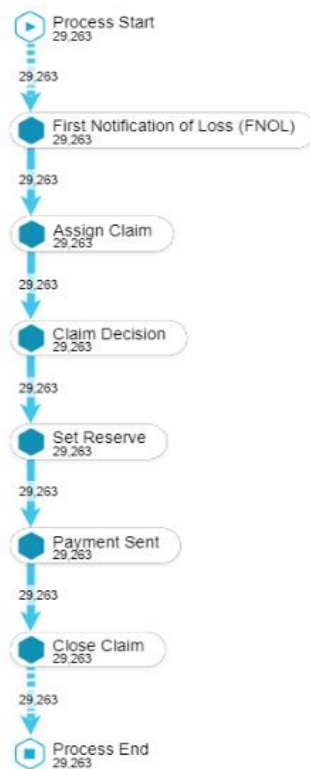 Process Start
29,263
29,263
First Notification of Loss (FNOL)
29,263
29,263
Assign Claim
29,263
29,263
Claim Decision
29,263
29,263
Set Reserve
29,263
29,263
Payment Sent
29,263
29,263
Close Claim
29,263
29,263
Process End
29,263